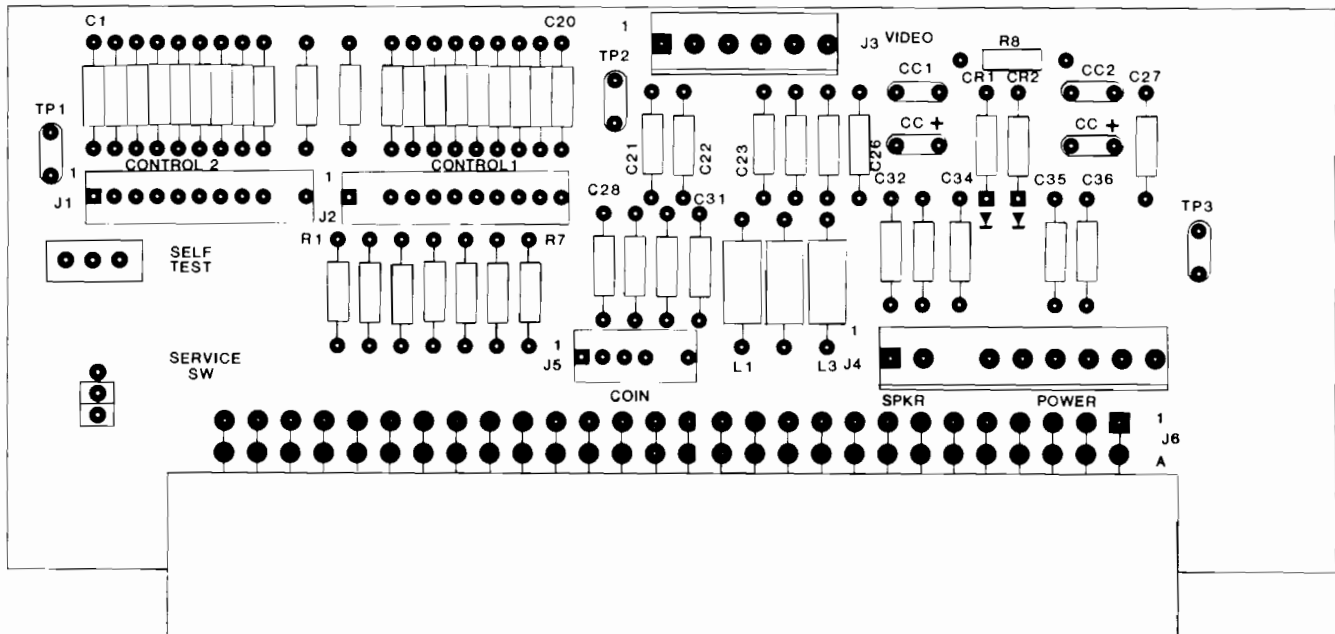 C1
C20
1
J3 VIDEO
R8
TP2
CC1
CR1 CR2
CC2
C27
TP1
CC +
CC +
C21
C22
C23
C26
CONTROL 2
CONTROL 1
1
1
J1
J2
C28
C31
C32
C34
C35
C36
TP3
R1
R7
SELF
TEST
1
1
J5
L1
L3
J4
SERVICE
SW
COIN
SPKR
POWER
1
J6
A